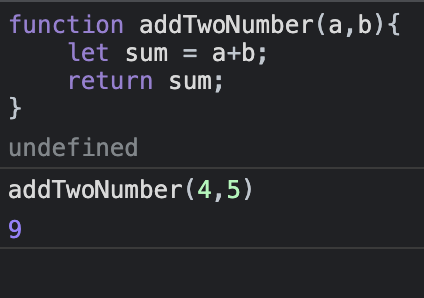 function addTwoNumber(a,b){
    let sum = a+b;
    return sum;
}
undefined
addTwoNumber(4,5)
9